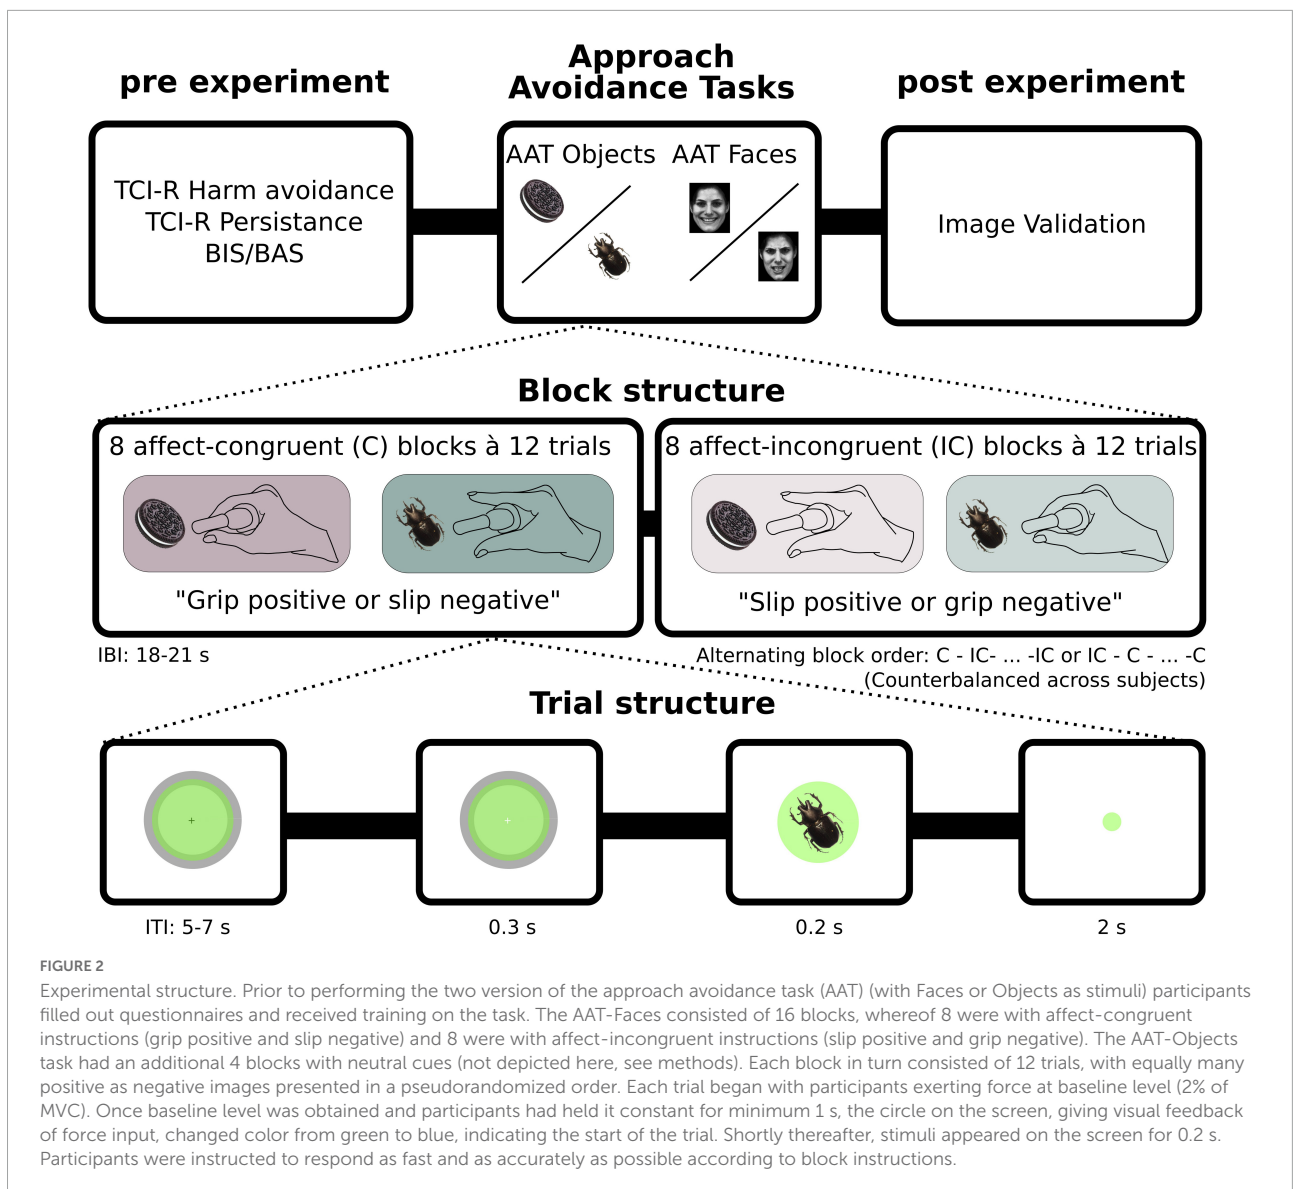 pre experiment
Approach
Avoidance Tasks
post experiment
TCI-R Harm avoidance
TCI-R Persistance
BIS/BAS
AAT Objects AAT Faces
Image Validation
Block structure
8 affect-congruent (C) blocks à 12 trials
"Grip positive or slip negative"
8 affect-incongruent (IC) blocks à 12 trials
"Slip positive or grip negative"
IBI: 18-21 s
Alternating block order: C - IC- ... -IC or IC - C - ... -C
(Counterbalanced across subjects)
Trial structure
ITI: 5-7 s
0.3 s
0.2 s
2 s
FIGURE 2
Experimental structure. Prior to performing the two version of the approach avoidance task (AAT) (with Faces or Objects as stimuli) participants
filled out questionnaires and received training on the task. The AAT-Faces consisted of 16 blocks, whereof 8 were with affect-congruent
instructions (grip positive and slip negative) and 8 were with affect-incongruent instructions (slip positive and grip negative). The AAT-Objects
task had an additional 4 blocks with neutral cues (not depicted here, see methods). Each block in turn consisted of 12 trials, with equally many
positive as negative images presented in a pseudorandomized order. Each trial began with participants exerting force at baseline level (2% of
MVC). Once baseline level was obtained and participants had held it constant for minimum 1 s, the circle on the screen, giving visual feedback
of force input, changed color from green to blue, indicating the start of the trial. Shortly thereafter, stimuli appeared on the screen for 0.2 s.
Participants were instructed to respond as fast and as accurately as possible according to block instructions.